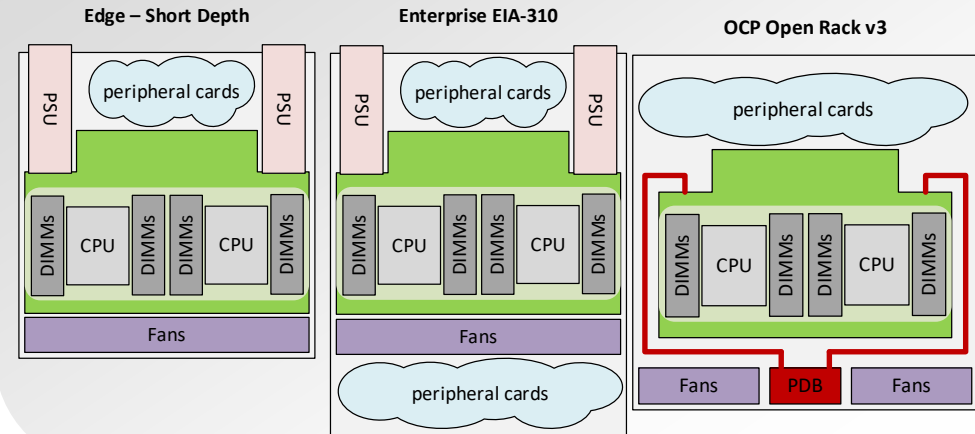 Edge – Short Depth
PSU
peripheral cards
PSU
DIMMs
CPU
DIMMs
DIMMs
CPU
DIMMs
Fans
Enterprise EIA-310
PSU
peripheral cards
PSU
DIMMs
CPU
DIMMs
DIMMs
CPU
DIMMs
Fans
peripheral cards
OCP Open Rack v3
peripheral cards
DIMMs
CPU
DIMMs
DIMMs
CPU
DIMMs
Fans
PDB
Fans